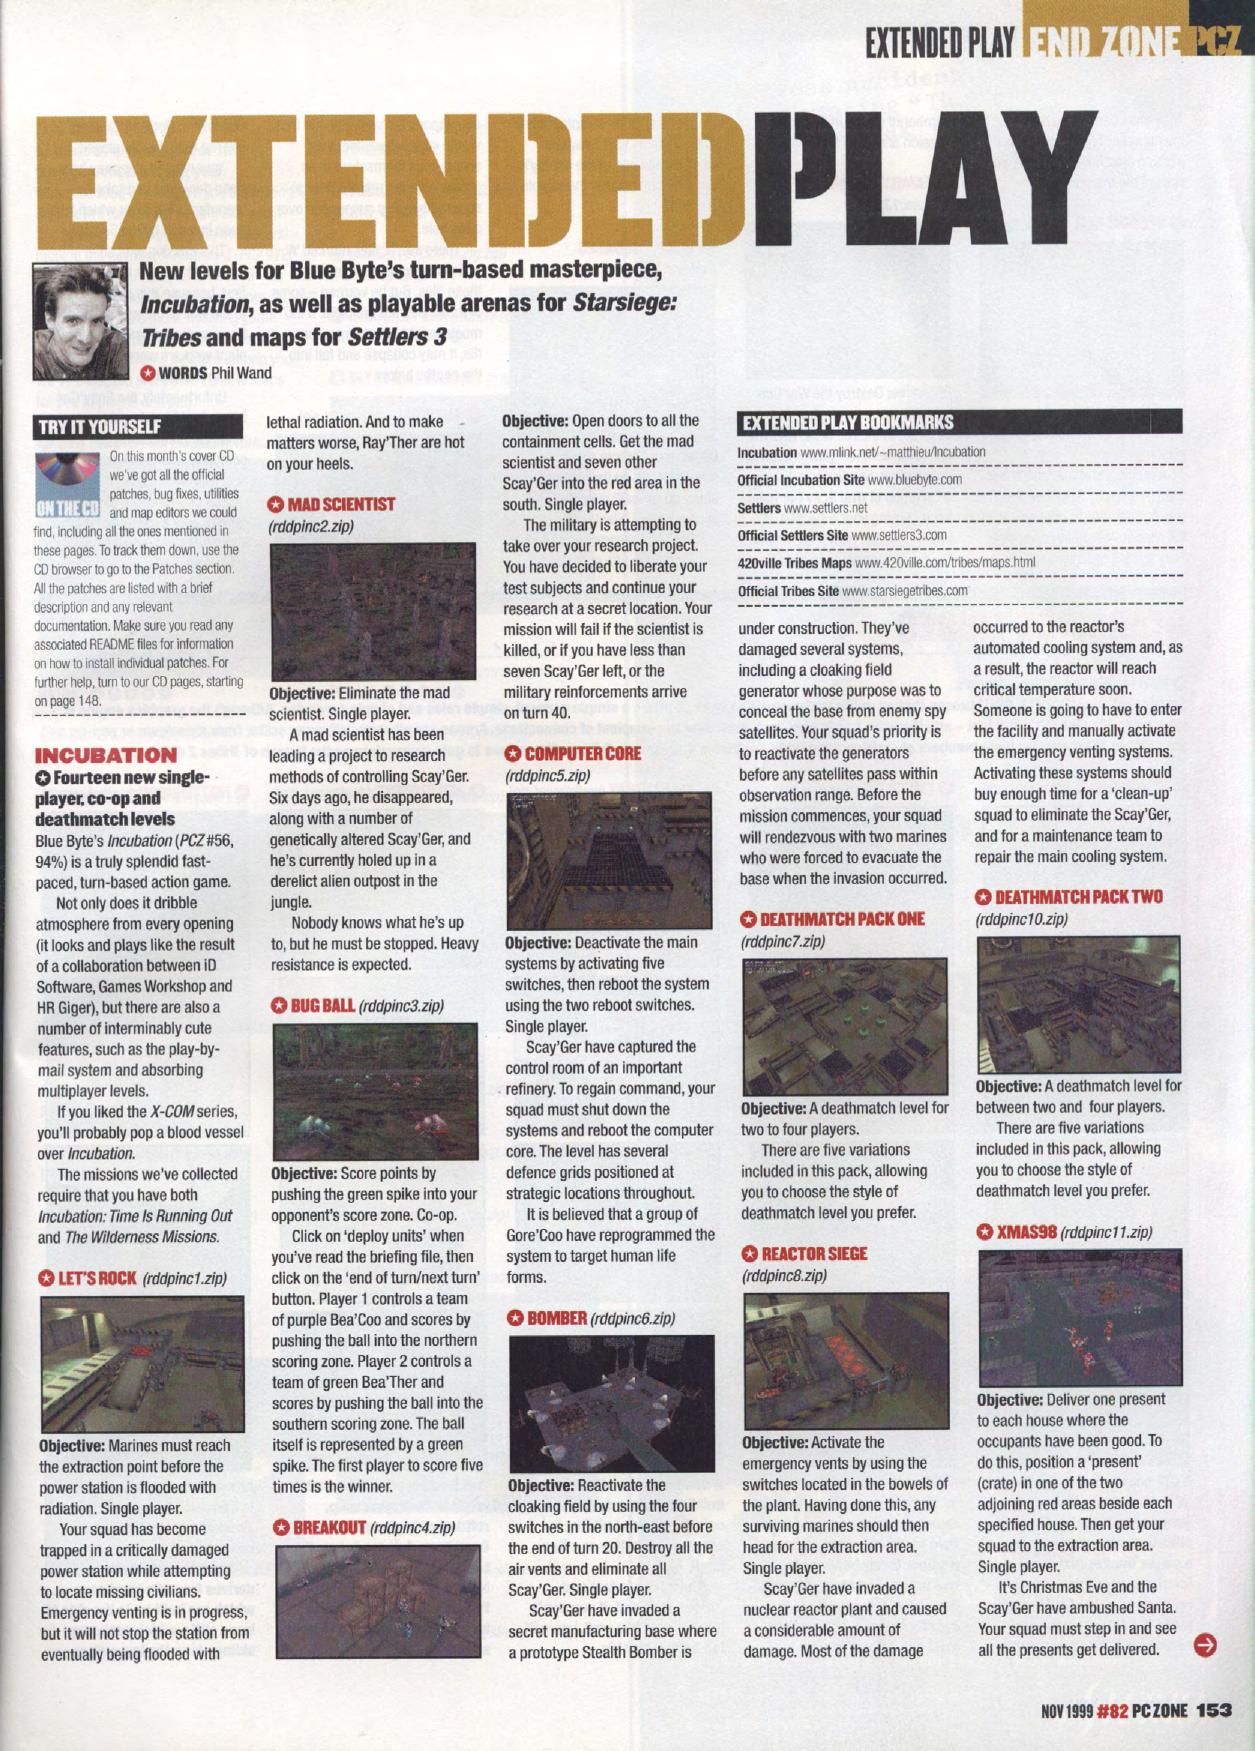 EXTENDED PLAY END ZONE PCZ
EXTENDEDPLAY
New levels for Blue Byte's turn-based masterpiece,
Incubation, as well as playable arenas for Starsiege:
Tribes and maps for Settlers 3
WORDS Phil Wand
TRY IT YOURSELF
ON THE CD
On this month's cover CD
we've got all the official
patches, bug fixes, utilities
and map editors we could
find, including all the ones mentioned in
these pages. To track them down, use the
CD browser to go to the Patches section.
All the patches are listed with a brief
description and any relevant
documentation. Make sure you read any
associated README files for information
on how to install individual patches. For
further help, turn to our CD pages, starting
on page 148.
INCUBATION
Fourteen new single-
player, co-op and
deathmatch levels
Blue Byte's Incubation (PCZ #56,
94%) is a truly splendid fast-
paced, turn-based action game.
Not only does it dribble
atmosphere from every opening
(it looks and plays like the result
of a collaboration between iD
Software, Games Workshop and
HR Giger), but there are also a
number of interminably cute
features, such as the play-by-
mail system and absorbing
multiplayer levels.
If you liked the X-COM series,
you'll probably pop a blood vessel
over Incubation.
The missions we've collected
require that you have both
Incubation: Time Is Running Out
and The Wilderness Missions.
LET'S ROCK (rddpinc1.zip)
Objective: Marines must reach
the extraction point before the
power station is flooded with
radiation. Single player.
Your squad has become
trapped in a critically damaged
power station while attempting
to locate missing civilians.
Emergency venting is in progress,
but it will not stop the station from
eventually being flooded with
lethal radiation. And to make
matters worse, Ray'Ther are hot
on your heels.
MAD SCIENTIST
(rddpinc2.zip)
Objective: Eliminate the mad
scientist. Single player.
A mad scientist has been
leading a project to research
methods of controlling Scay'Ger.
Six days ago, he disappeared,
along with a number of
genetically altered Scay'Ger, and
he's currently holed up in a
derelict alien outpost in the
jungle.
Nobody knows what he's up
to, but he must be stopped. Heavy
resistance is expected.
BUG BALL (rddpinc3.zip)
Objective: Score points by
pushing the green spike into your
opponent's score zone. Co-op.
Click on 'deploy units' when
you've read the briefing file, then
click on the 'end of turn/next turn'
button. Player 1 controls a team
of purple Bea'Coo and scores by
pushing the ball into the northern
scoring zone. Player 2 controls a
team of green Bea'Ther and
scores by pushing the ball into the
southern scoring zone. The ball
itself is represented by a green
spike. The first player to score five
times is the winner.
BREAKOUT (rddpinc4.zip)
Objective: Open doors to all the
containment cells. Get the mad
scientist and seven other
Scay'Ger into the red area in the
south. Single player.
The military is attempting to
take over your research project.
You have decided to liberate your
test subjects and continue your
research at a secret location. Your
mission will fail if the scientist is
killed, or if you have less than
seven Scay'Ger left, or the
military reinforcements arrive
on turn 40.
COMPUTER CORE
(rddpinc5.zip)
Objective: Deactivate the main
systems by activating five
switches, then reboot the system
using the two reboot switches.
Single player.
Scay'Ger have captured the
control room of an important
refinery. To regain command, your
squad must shut down the
systems and reboot the computer
core. The level has several
defence grids positioned at
strategic locations throughout.
It is believed that a group of
Gore'Coo have reprogrammed the
system to target human life
forms.
BOMBER (rddpinc6.zip)
Objective: Reactivate the
cloaking field by using the four
switches in the north-east before
the end of turn 20. Destroy all the
air vents and eliminate all
Scay'Ger. Single player.
Scay'Ger have invaded a
secret manufacturing base where
a prototype Stealth Bomber is
EXTENDED PLAY BOOKMARKS
Incubation www.mlink.net/~matthieu/Incubation
Official Incubation Site www.bluebyte.com
Settlers www.settlers.net
Official Settlers Site www.settlers3.com
420ville Tribes Maps www.420ville.com/tribes/maps.html
Official Tribes Site www.starsiegetribes.com
under construction. They've
damaged several systems,
including a cloaking field
generator whose purpose was to
conceal the base from enemy spy
satellites. Your squad's priority is
to reactivate the generators
before any satellites pass within
observation range. Before the
mission commences, your squad
will rendezvous with two marines
who were forced to evacuate the
base when the invasion occurred.
DEATHMATCH PACK ONE
(rddpinc7.zip)
Objective: A deathmatch level for
two to four players.
There are five variations
included in this pack, allowing
you to choose the style of
deathmatch level you prefer.
REACTOR SIEGE
(rddpinc8.zip)
Objective: Activate the
emergency vents by using the
switches located in the bowels of
the plant. Having done this, any
surviving marines should then
head for the extraction area.
Single player.
Scay'Ger have invaded a
nuclear reactor plant and caused
a considerable amount of
damage. Most of the damage
occurred to the reactor's
automated cooling system and, as
a result, the reactor will reach
critical temperature soon.
Someone is going to have to enter
the facility and manually activate
the emergency venting systems.
Activating these systems should
buy enough time for a 'clean-up'
squad to eliminate the Scay'Ger,
and for a maintenance team to
repair the main cooling system.
DEATHMATCH PACK TWO
(rddpinc10.zip)
Objective: A deathmatch level for
between two and four players.
There are five variations
included in this pack, allowing
you to choose the style of
deathmatch level you prefer.
XMAS98 (rddpinc11.zip)
Objective: Deliver one present
to each house where the
occupants have been good. To
do this, position a 'present'
(crate) in one of the two
adjoining red areas beside each
specified house. Then get your
squad to the extraction area.
Single player.
It's Christmas Eve and the
Scay'Ger have ambushed Santa.
Your squad must step in and see
all the presents get delivered.
NOV 1999 #82 PC ZONE 153